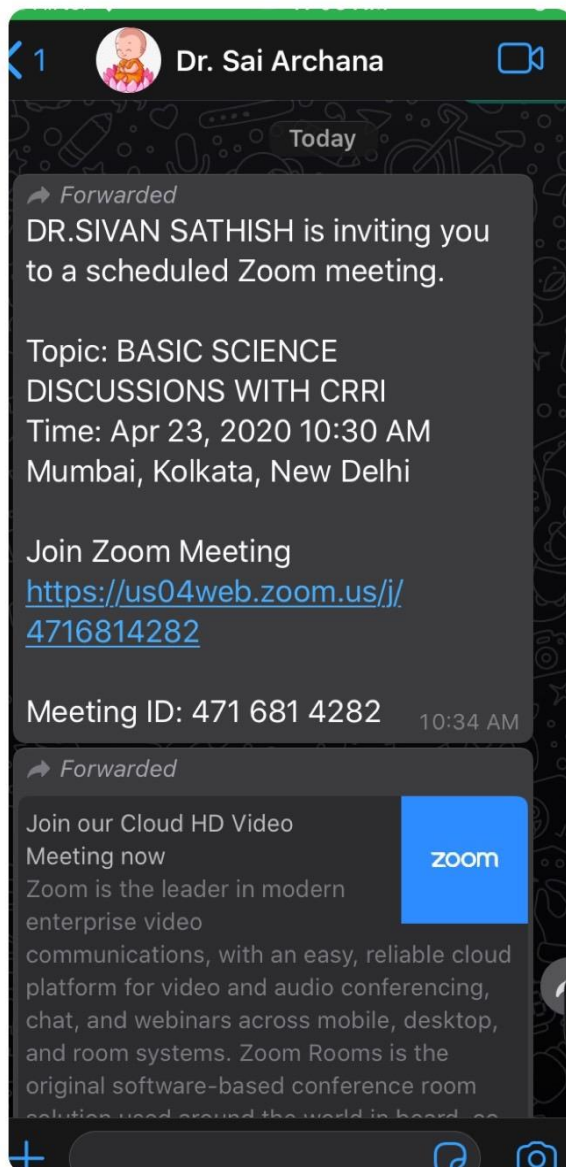 1
Dr. Sai Archana
Today
Forwarded
DR.SIVAN SATHISH is inviting you
to a scheduled Zoom meeting.
Topic: BASIC SCIENCE
DISCUSSIONS WITH CRRI
Time: Apr 23, 2020 10:30 AM
Mumbai, Kolkata, New Delhi
Join Zoom Meeting
https://us04web.zoom.us/j/
4716814282
Meeting ID: 471 681 4282 10:34 AM
Forwarded
Join our Cloud HD Video
Meeting now
zoom
Zoom is the leader in modern
enterprise video
communications, with an easy, reliable cloud
platform for video and audio conferencing,
chat, and webinars across mobile, desktop,
and room systems. Zoom Rooms is the
original software-based conference room